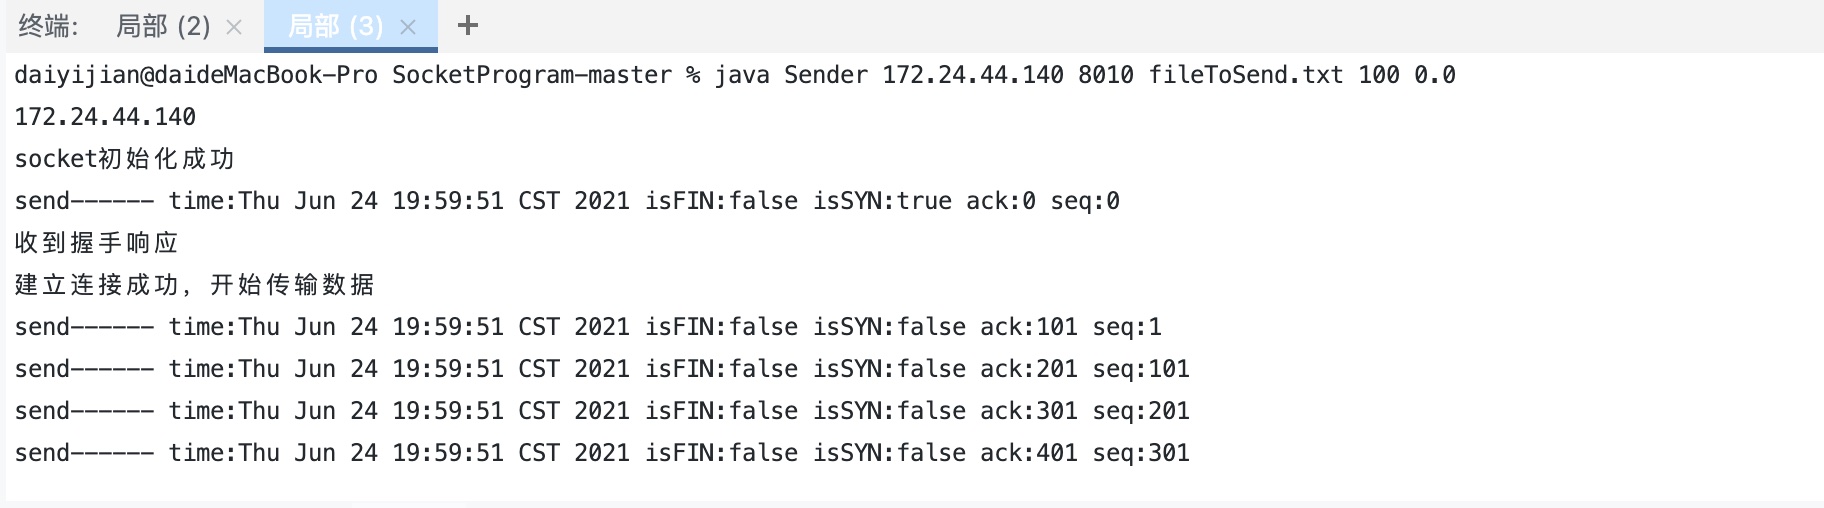 终端: 局部 (2) × 局部 (3) × +
daiyijian@daideMacBook-Pro SocketProgram-master % java Sender 172.24.44.140 8010 fileToSend.txt 100 0.0
172.24.44.140
socket初始化成功
send------ time:Thu Jun 24 19:59:51 CST 2021 isFIN:false isSYN:true ack:0 seq:0
收到握手响应
建立连接成功, 开始传输数据
send------ time:Thu Jun 24 19:59:51 CST 2021 isFIN:false isSYN:false ack:101 seq:1
send------ time:Thu Jun 24 19:59:51 CST 2021 isFIN:false isSYN:false ack:201 seq:101
send------ time:Thu Jun 24 19:59:51 CST 2021 isFIN:false isSYN:false ack:301 seq:201
send------ time:Thu Jun 24 19:59:51 CST 2021 isFIN:false isSYN:false ack:401 seq:301